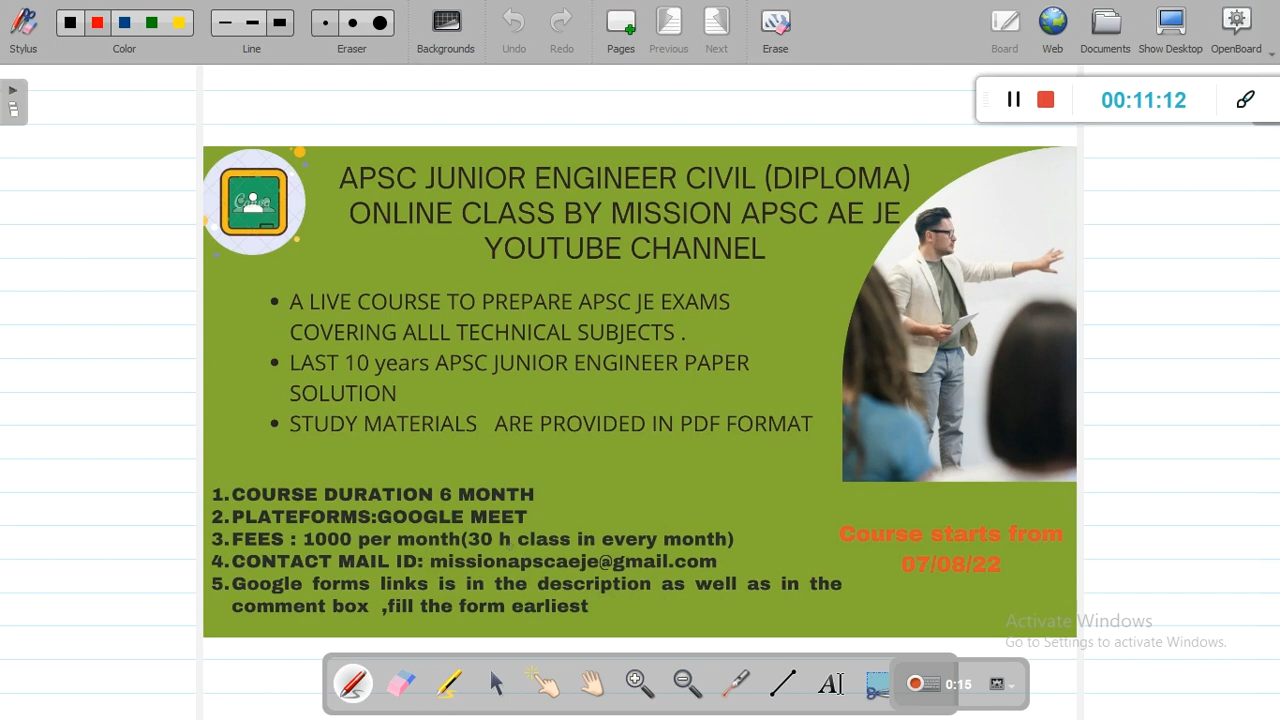 Stylus
Color
Line
Eraser
Backgrounds
Undo
Redo
Pages
Previous
Next
Erase
Board
Web
Documents
Show Desktop
OpenBoard
00:11:12
APSC JUNIOR ENGINEER CIVIL (DIPLOMA)
ONLINE CLASS BY MISSION APSC AE JE
YOUTUBE CHANNEL
• A LIVE COURSE TO PREPARE APSC JE EXAMS
COVERING ALLL TECHNICAL SUBJECTS .
• LAST 10 years APSC JUNIOR ENGINEER PAPER
SOLUTION
• STUDY MATERIALS ARE PROVIDED IN PDF FORMAT
1. COURSE DURATION 6 MONTH
2. PLATEFORMS:GOOGLE MEET
3. FEES : 1000 per month(30 h class in every month)
4. CONTACT MAIL ID: missionapscaeje@gmail.com
5. Google forms links is in the description as well as in the
comment box ,fill the form earliest
Course starts from
07/08/22
Activate Windows
Go to Settings to activate Windows.
AI
0:15